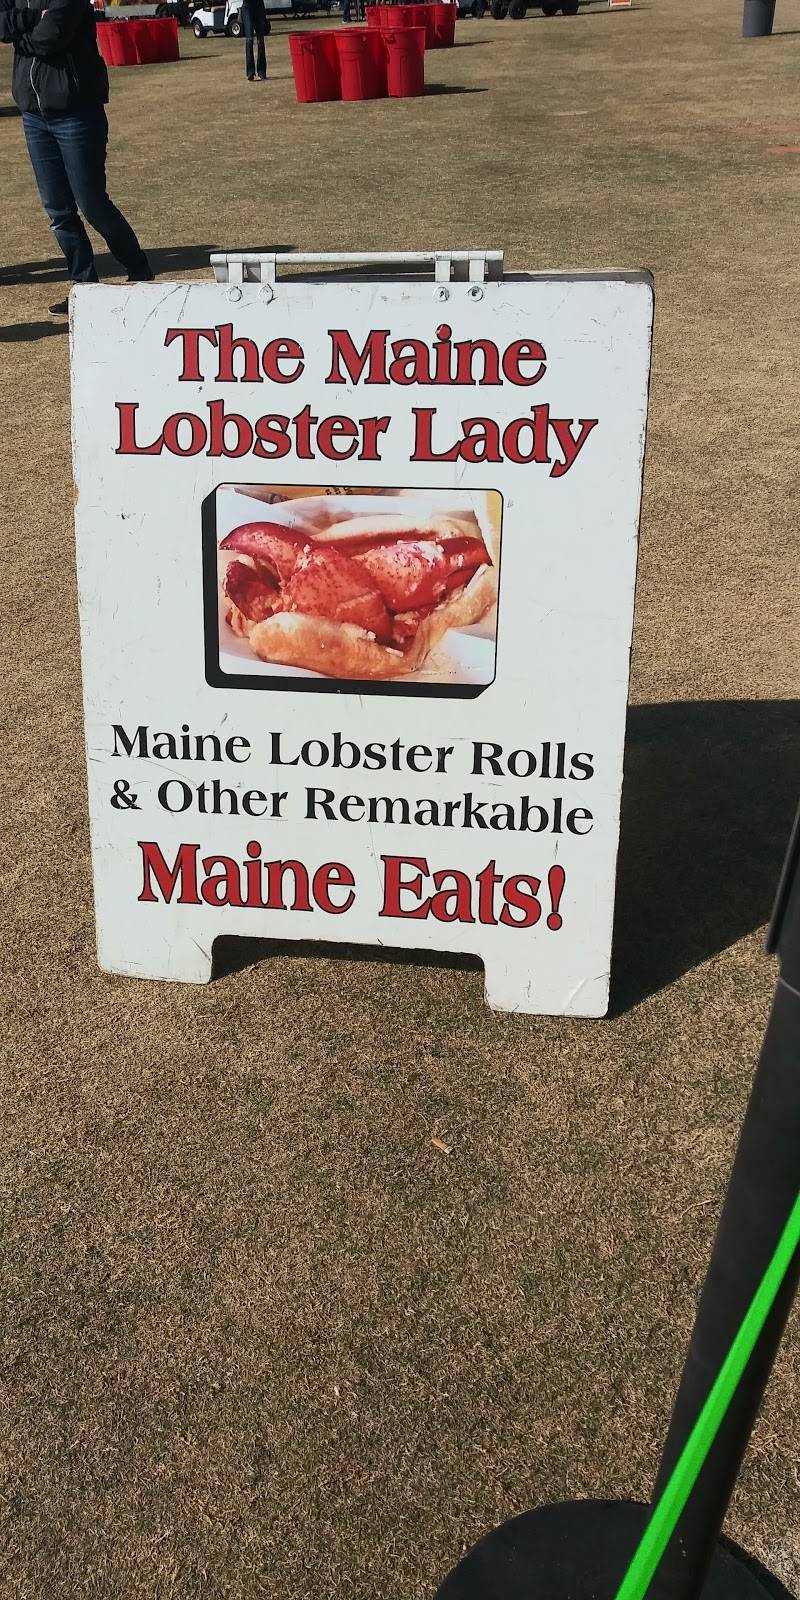 The Maine
Lobster Lady
Maine Lobster Rolls
& Other Remarkable
Maine Eats!